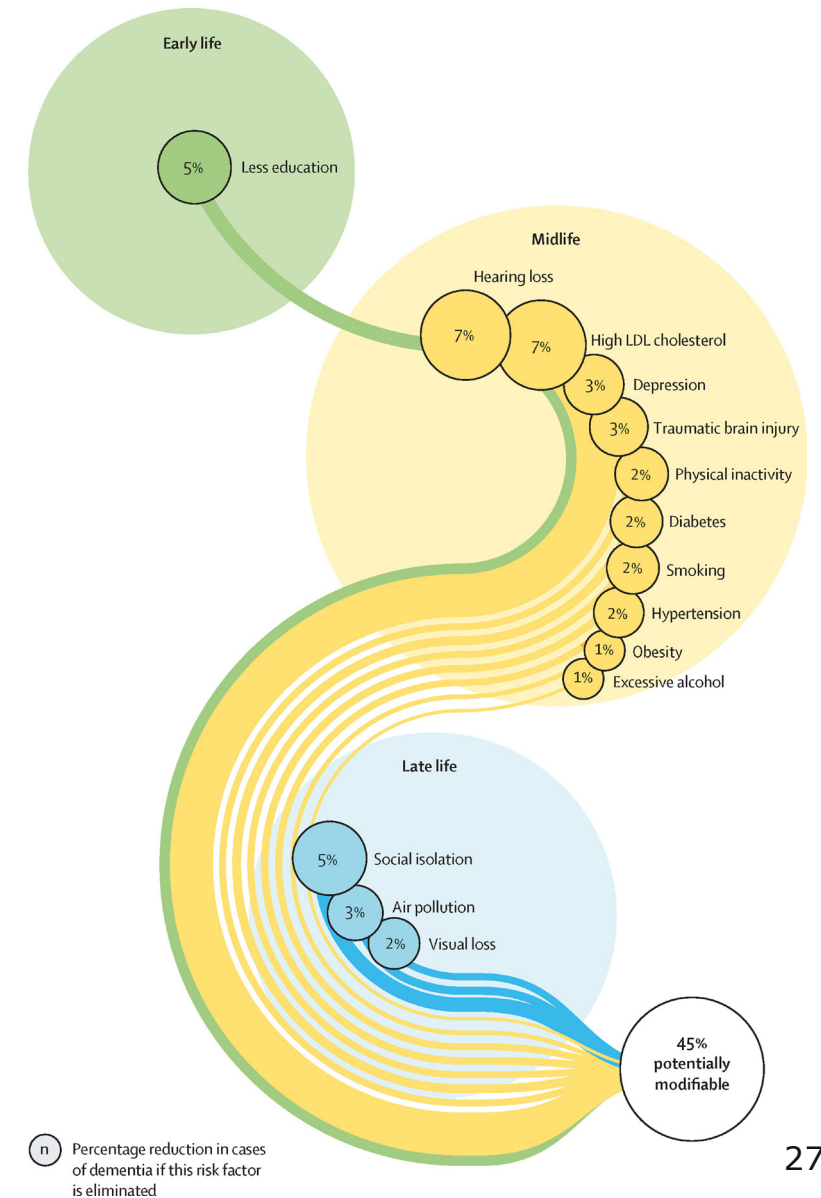 Early life
5%
Less education
Midlife
Hearing loss
7%
7%
High LDL cholesterol
3%
Depression
3%
Traumatic brain injury
2%
Physical inactivity
2%
Diabetes
2%
Smoking
2%
Hypertension
1%
Obesity
1%
Excessive alcohol
Late life
5%
Social isolation
3%
Air pollution
2%
Visual loss
45%
potentially
modifiable
n
Percentage reduction in cases
of dementia if this risk factor
is eliminated
27